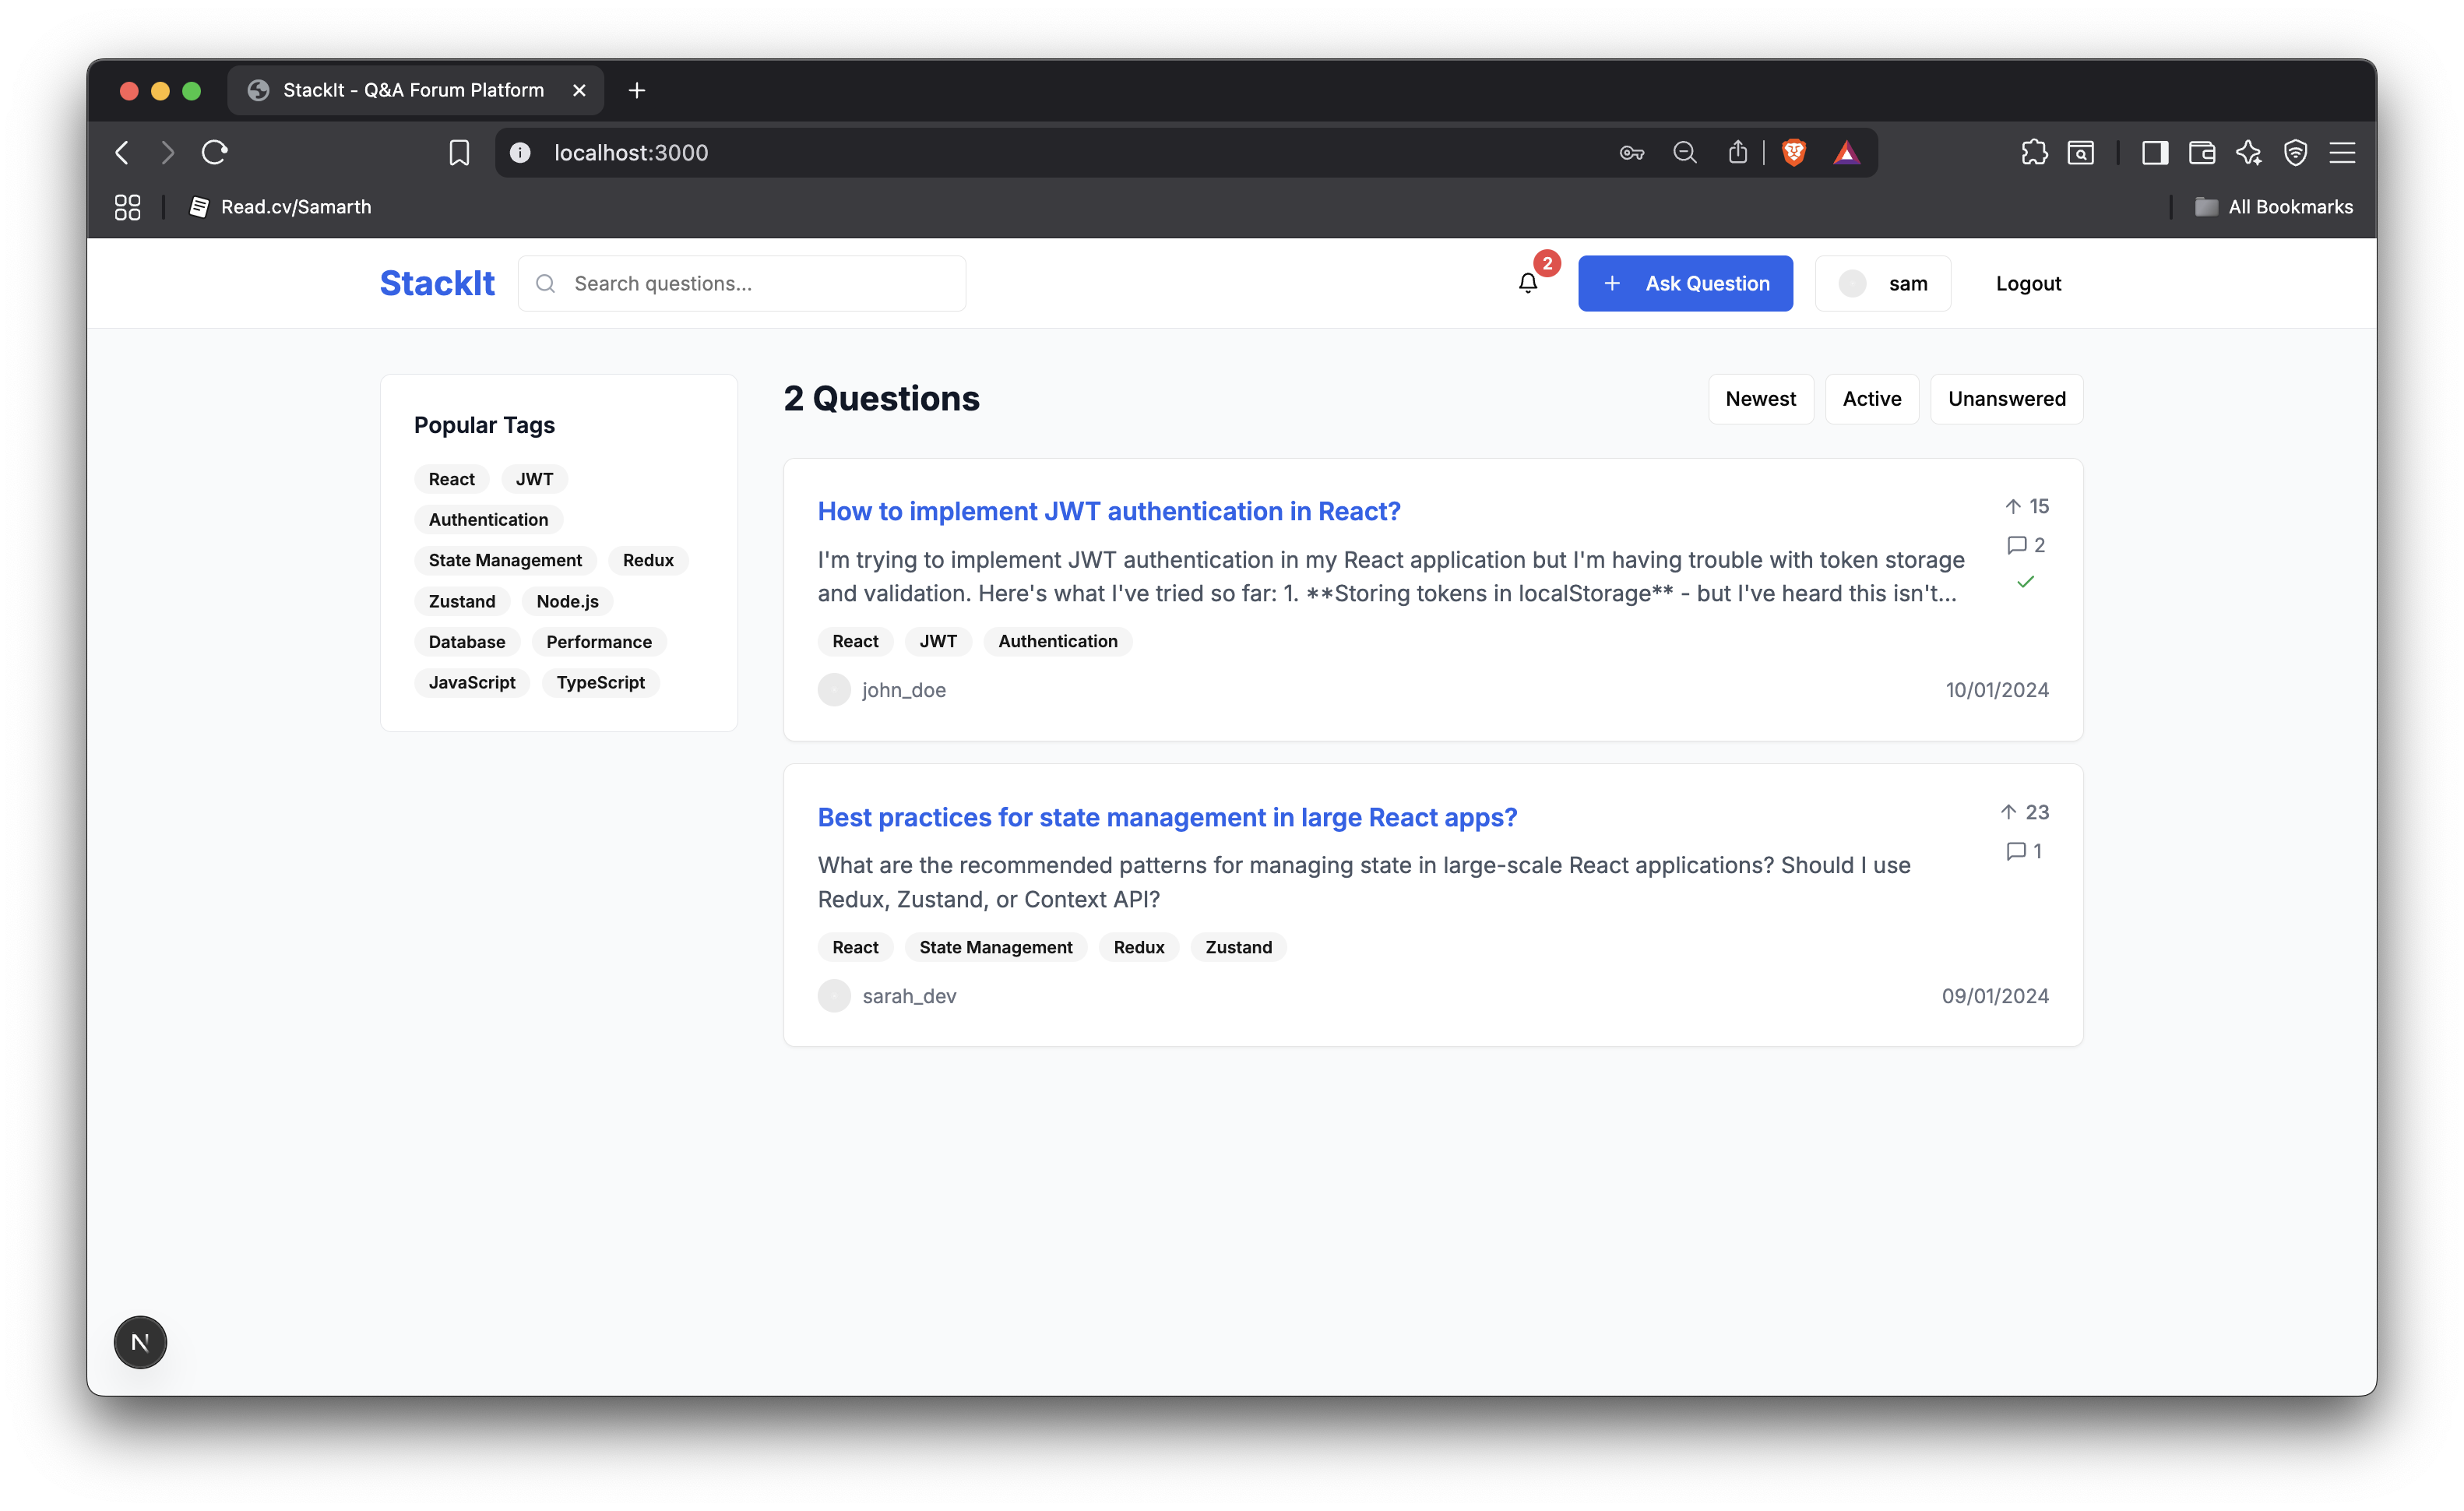 StackIt - Q&A Forum Platform
localhost:3000
Read.cv/Samarth
All Bookmarks
StackIt
Search questions...
2
Ask Question
sam
Logout
Popular Tags
React JWT
Authentication
State Management Redux
Zustand Node.js
Database Performance
JavaScript TypeScript
2 Questions
Newest Active Unanswered
How to implement JWT authentication in React?
15
I'm trying to implement JWT authentication in my React application but I'm having trouble with token storage
and validation. Here's what I've tried so far: 1. **Storing tokens in localStorage** - but I've heard this isn't...
2
React JWT Authentication
john_doe
10/01/2024
Best practices for state management in large React apps?
23
What are the recommended patterns for managing state in large-scale React applications? Should I use
Redux, Zustand, or Context API?
1
React State Management Redux Zustand
sarah_dev
09/01/2024
N